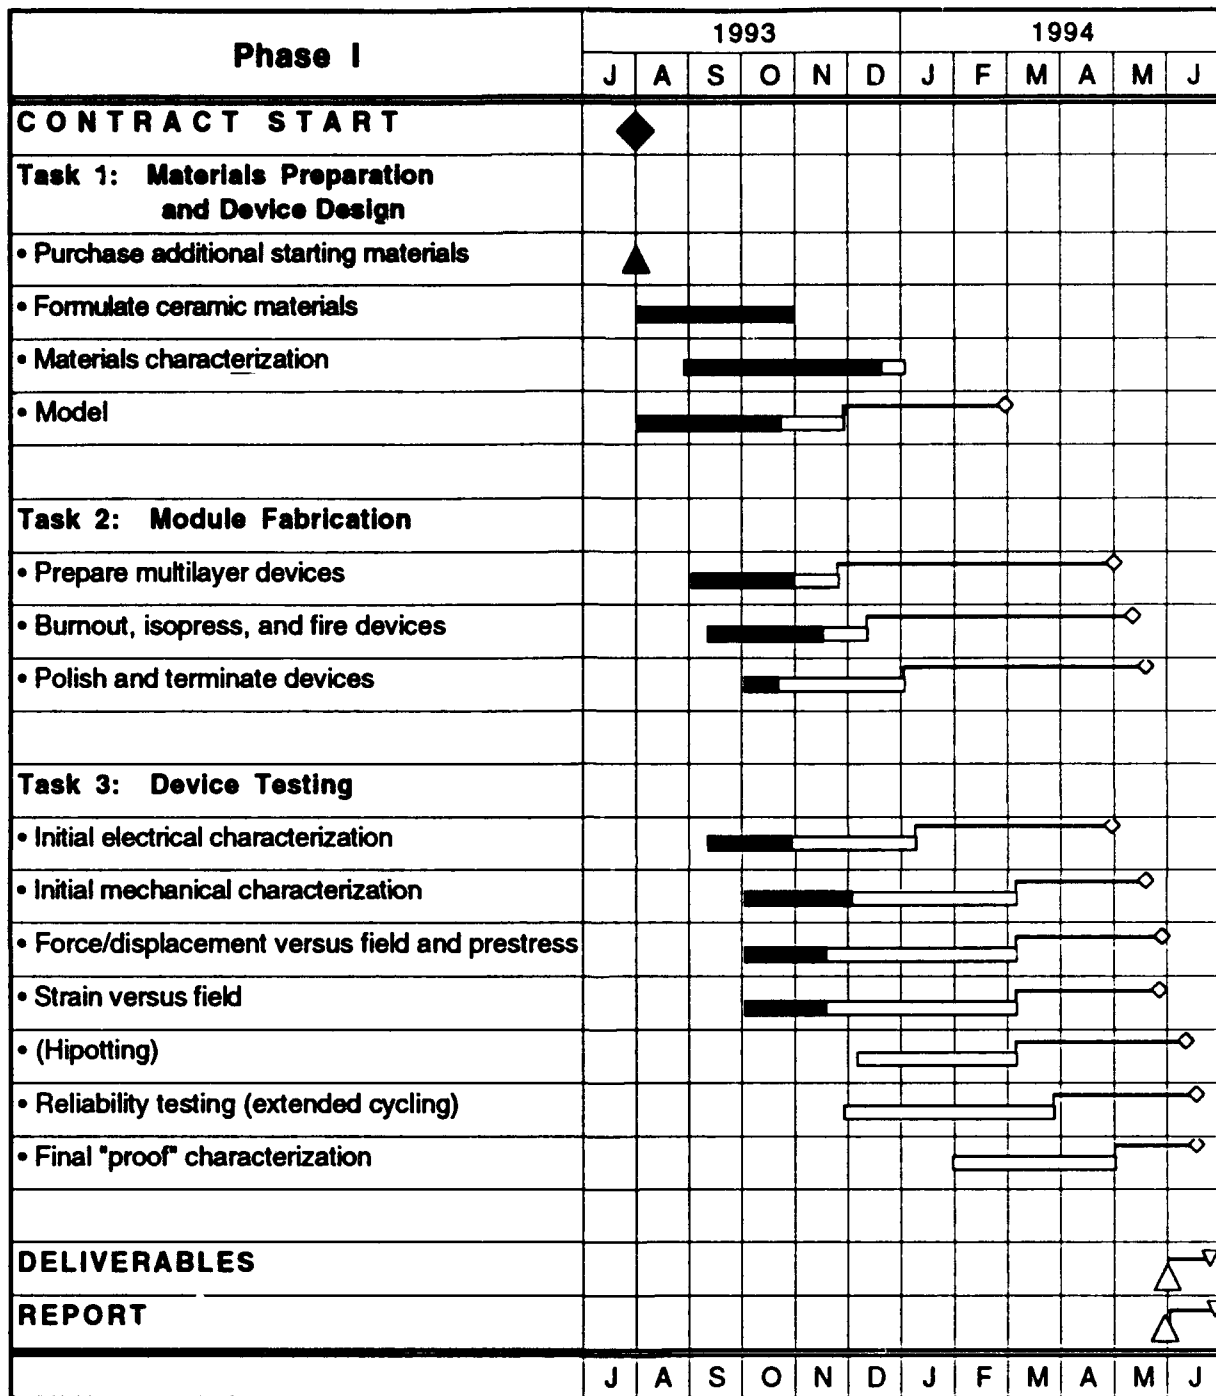 1993 1994
Phase I
J A S O N D J F M A M J
CONTRACT START
Task 1: Materials Preparation
and Device Design
• Purchase additional starting materials
• Formulate ceramic materials
• Materials characterization
• Model
Task 2: Module Fabrication
• Prepare multilayer devices
• Burnout, isopress, and fire devices
• Polish and terminate devices
Task 3: Device Testing
• Initial electrical characterization
• Initial mechanical characterization
• Force/displacement versus field and prestress
• Strain versus field
• (Hipotting)
• Reliability testing (extended cycling)
• Final "proof" characterization
DELIVERABLES
REPORT
J A S O N D J F M A M J